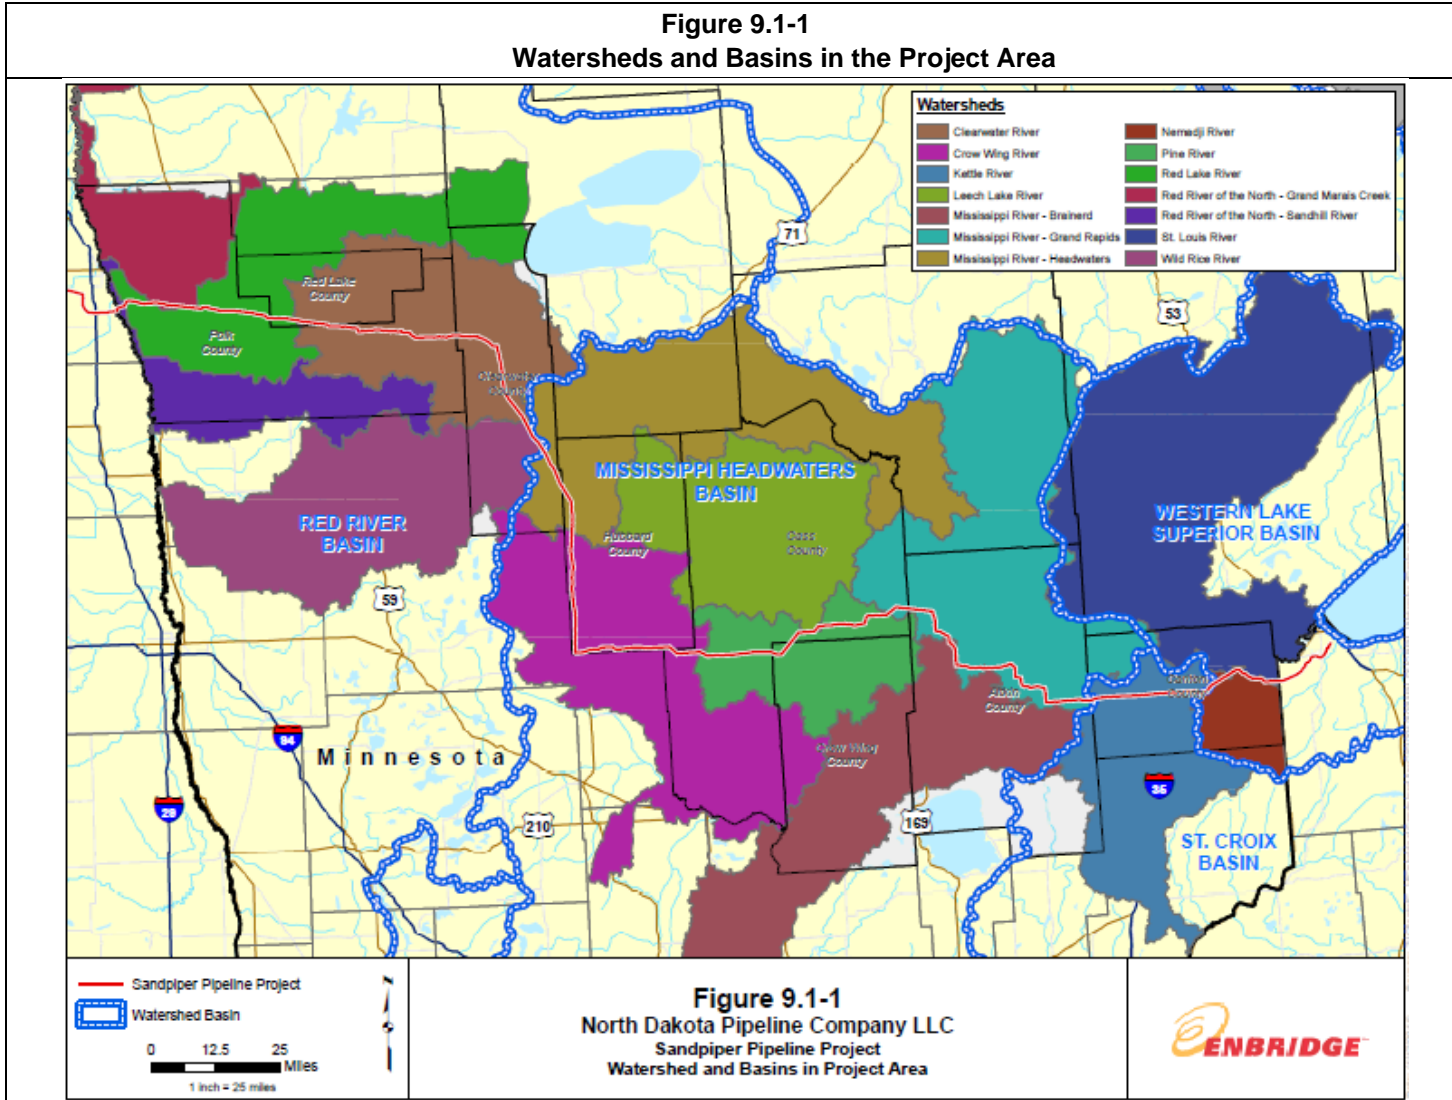 Figure 9.1-1
Watersheds and Basins in the Project Area
Watersheds
Clearwater River
Crow Wing River
Kettle River
Leech Lake River
Mississippi River - Brainerd
Mississippi River - Grand Rapids
Mississippi River - Headwaters
Nemadji River
Pine River
Red Lake River
Red River of the North - Grand Marais Creek
Red River of the North - Sandhill River
St. Louis River
Wild Rice River
71
53
Red Lake
County
Polk
County
Clearwater
County
MISSISSIPPI HEADWATERS
BASIN
RED RIVER
BASIN
WESTERN LAKE
SUPERIOR BASIN
Hubbard
County
Cass
County
59
Carlton
County
Aitkin
County
Crow Wing
County
94
Minnesota
29
210
169
35
ST. CROIX
BASIN
Sandpiper Pipeline Project
Watershed Basin
0 12.5 25
Miles
1 inch = 25 miles
N
Figure 9.1-1
North Dakota Pipeline Company LLC
Sandpiper Pipeline Project
Watershed and Basins in Project Area
ENBRIDGE